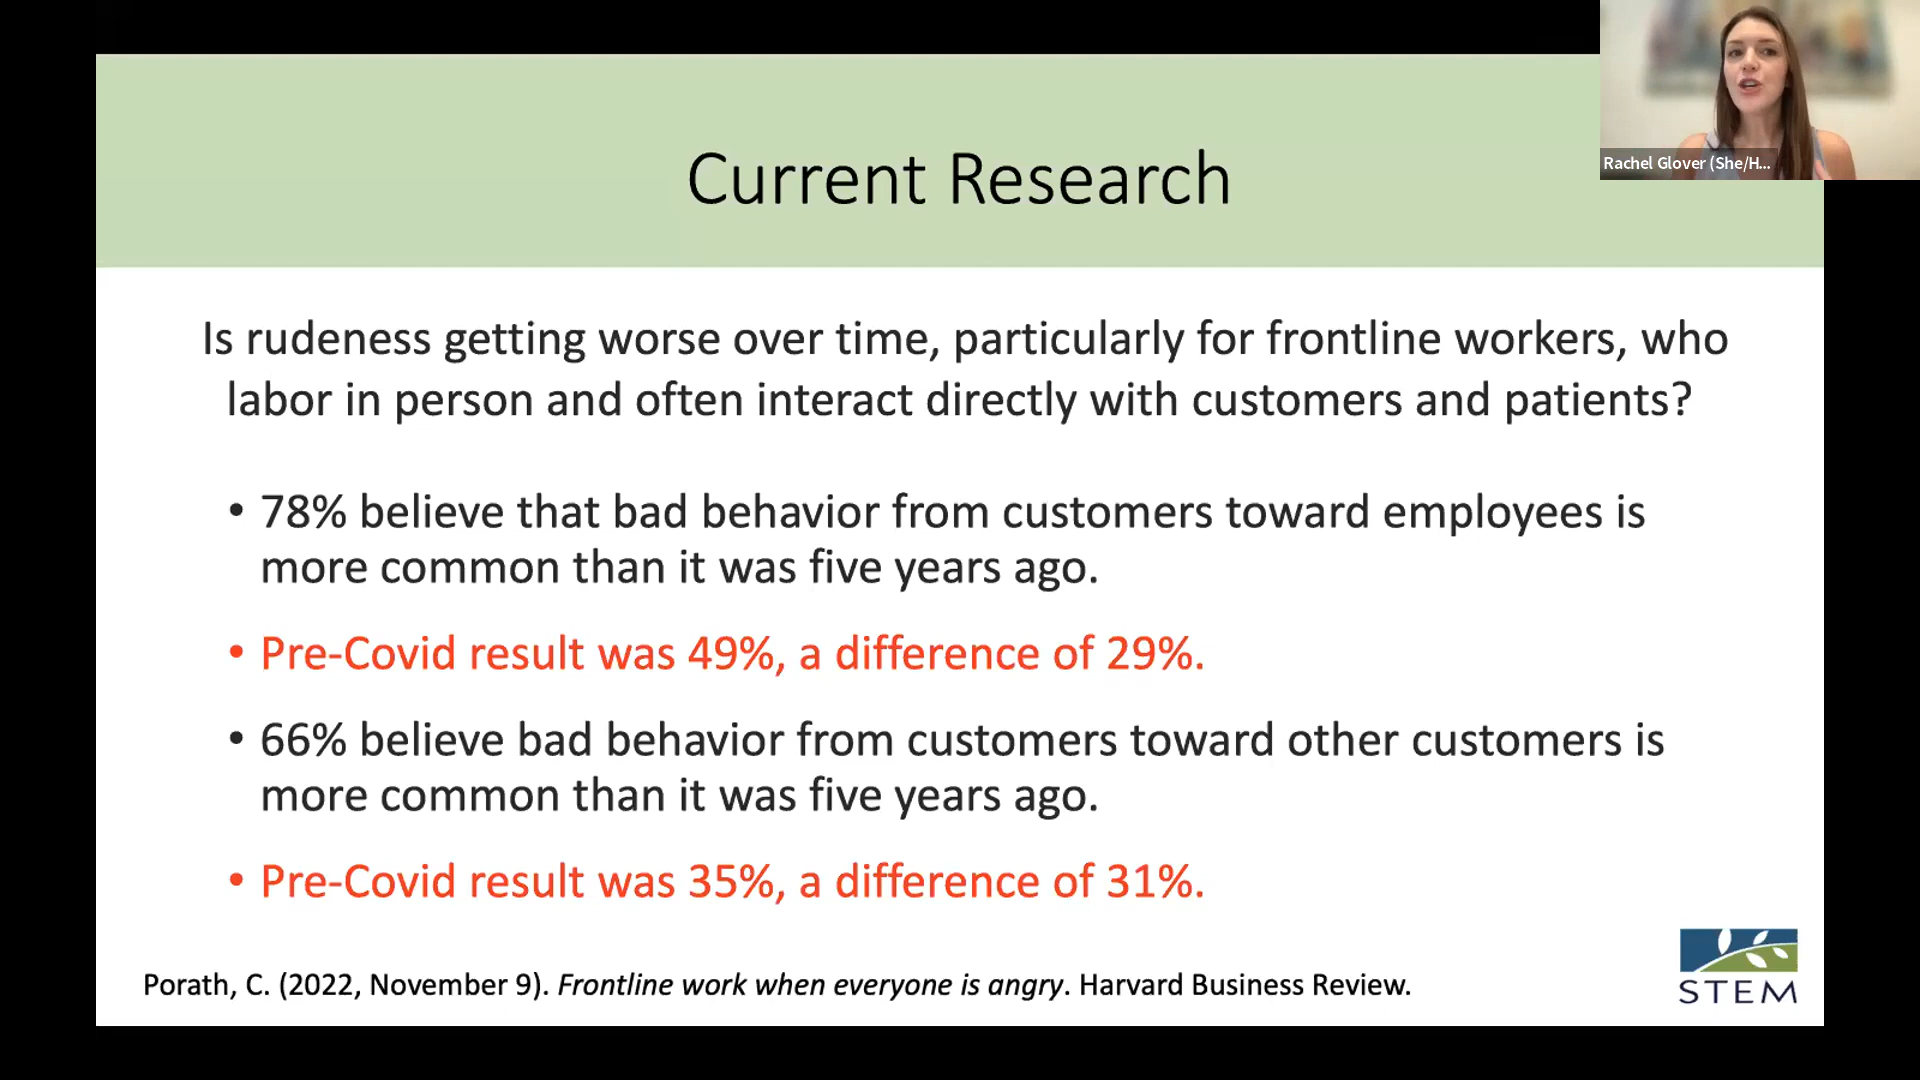 Current Research
Rachel Glover (She/H...
Is rudeness getting worse over time, particularly for frontline workers, who
labor in person and often interact directly with customers and patients?
• 78% believe that bad behavior from customers toward employees is
more common than it was five years ago.
• Pre-Covid result was 49%, a difference of 29%.
• 66% believe bad behavior from customers toward other customers is
more common than it was five years ago.
• Pre-Covid result was 35%, a difference of 31%.
Porath, C. (2022, November 9). Frontline work when everyone is angry. Harvard Business Review.
STEM